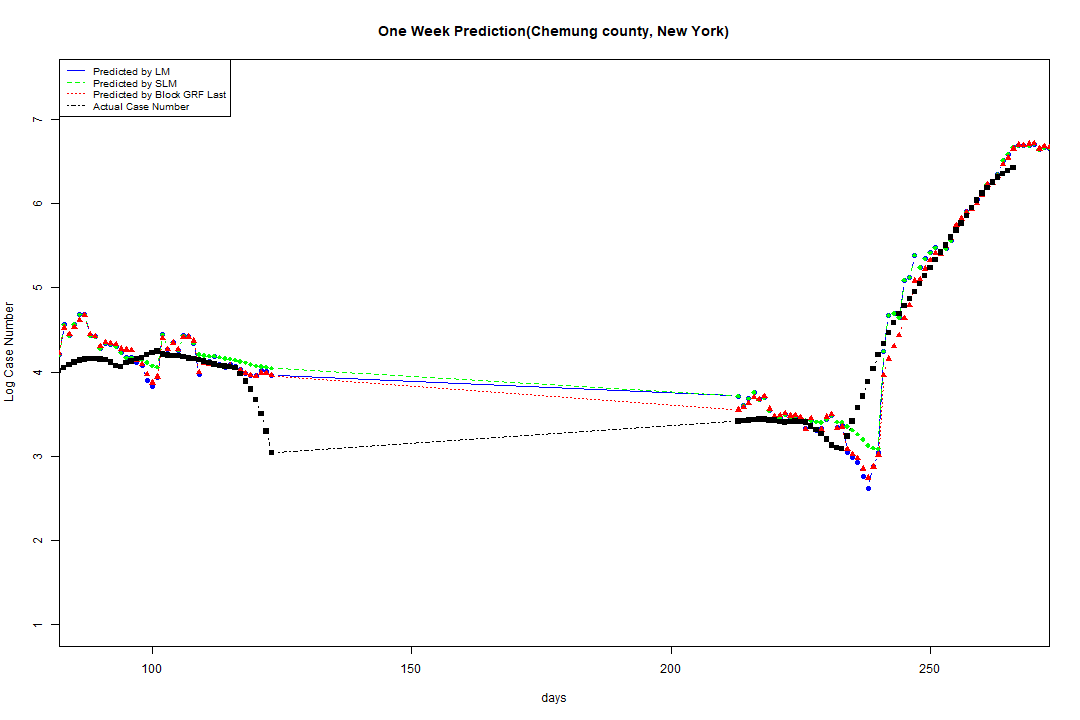 One Week Prediction(Chemung county, New York)
Predicted by LM
Predicted by SLM
Predicted by Block GRF Last
Actual Case Number
7
6
5
4
3
2
1
Log Case Number
100 150 200 250
days